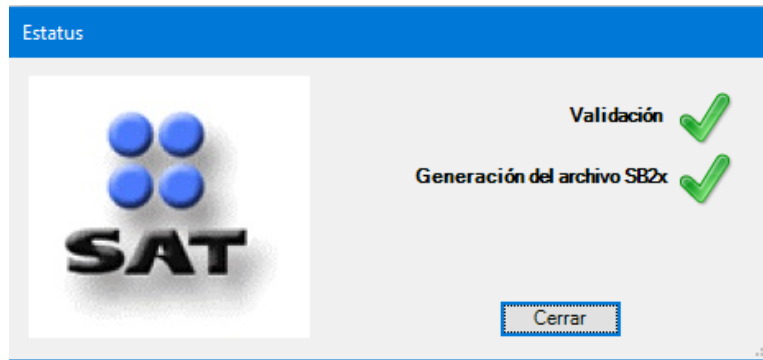 Estatus
Validación
Generación del archivo SB2x
SAT
Cerrar